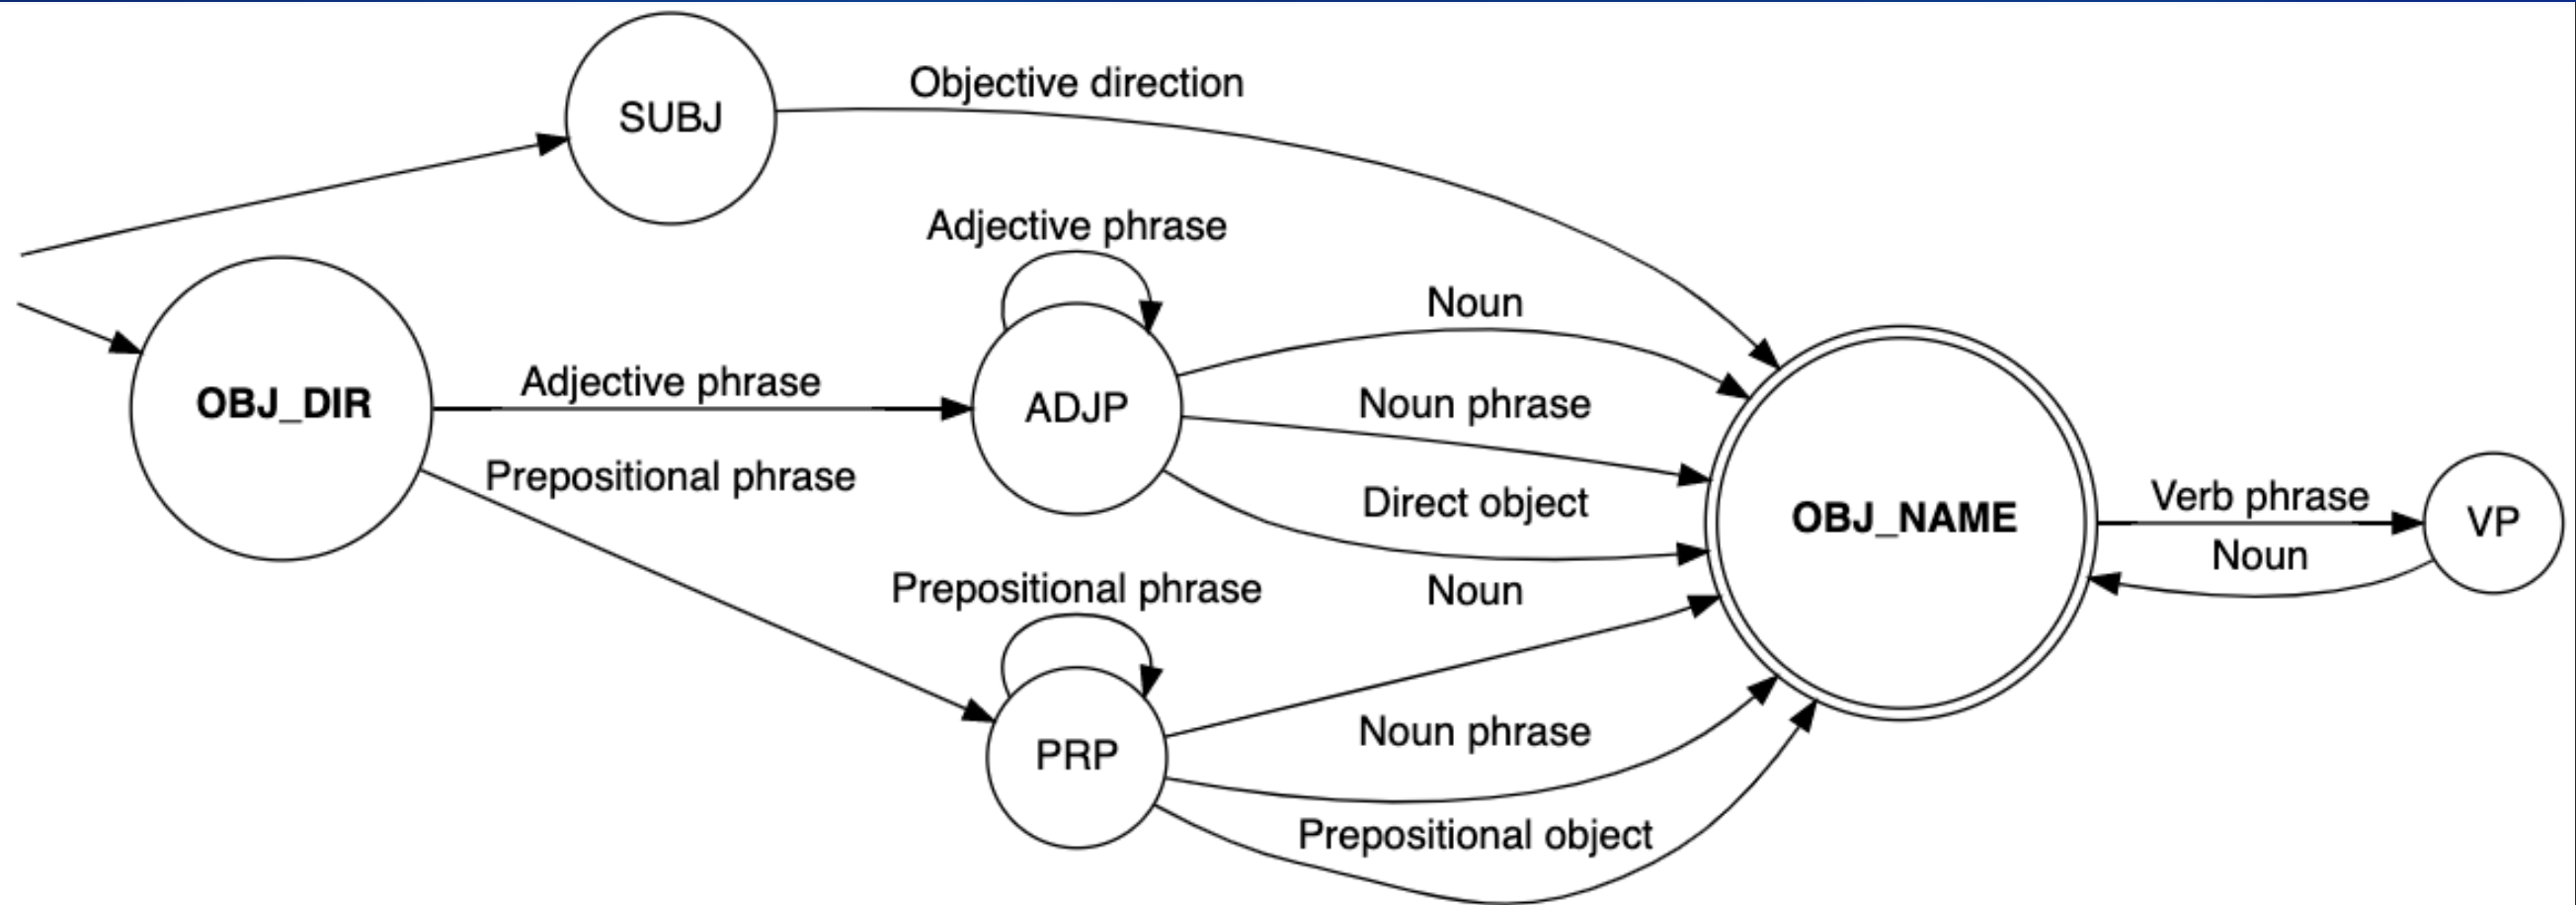 SUBJ
Objective direction
Adjective phrase
Noun
OBJ_DIR
Adjective phrase
ADJP
Noun phrase
Prepositional phrase
Direct object
OBJ_NAME
Verb phrase
VP
Noun
Prepositional phrase
Noun
PRP
Noun phrase
Prepositional object